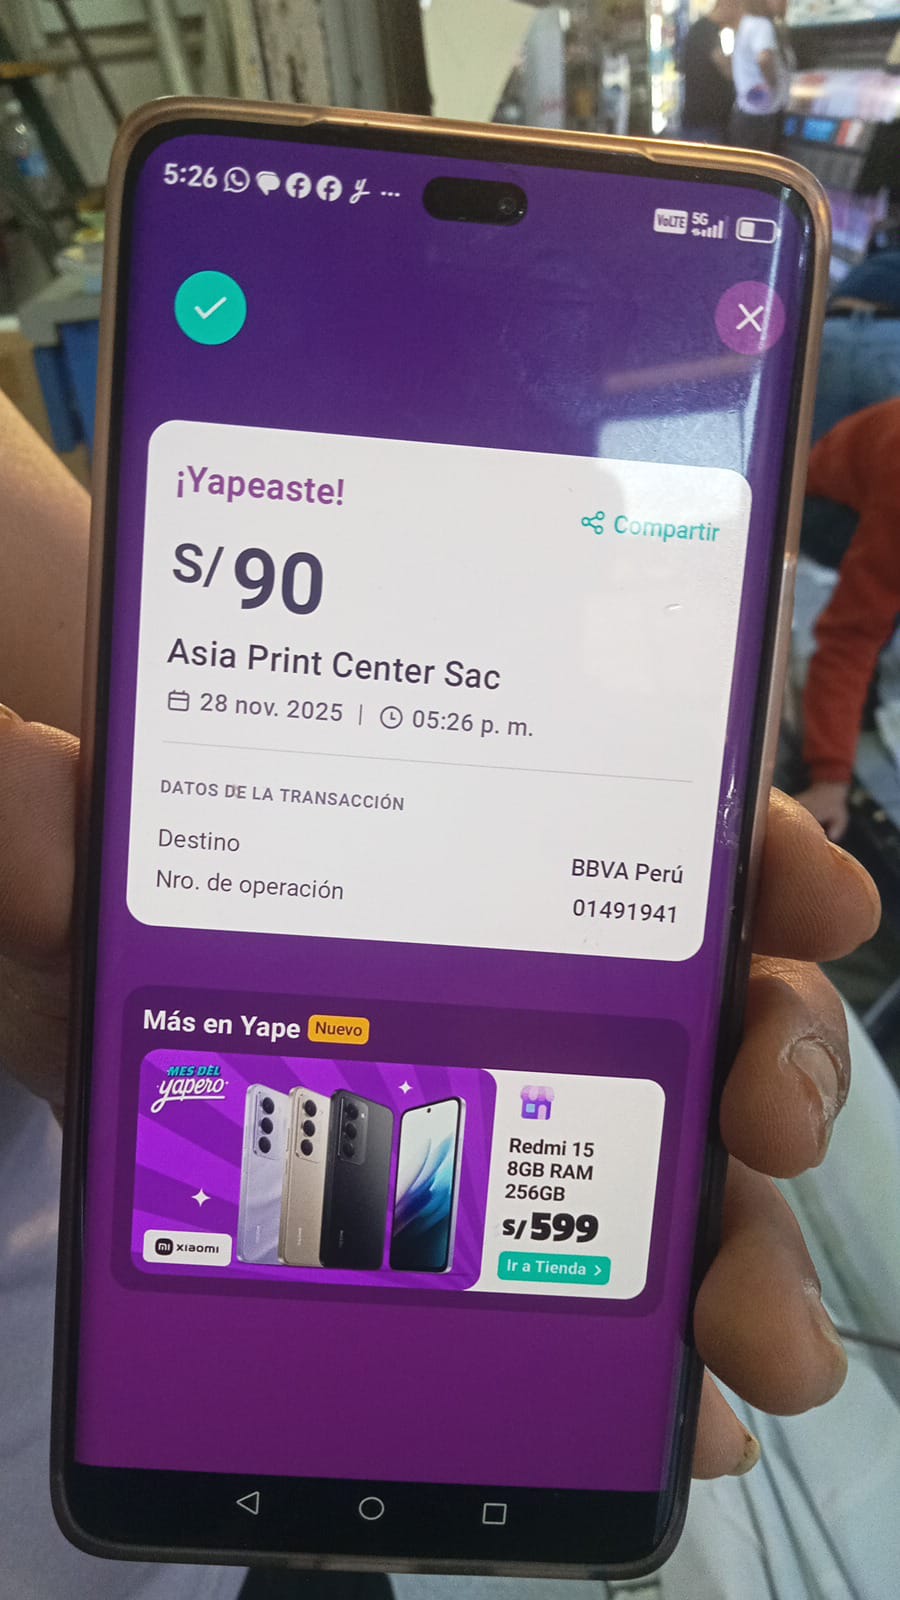 5:26
VoLTE 5G
¡Yapeaste!
Compartir
S/ 90
Asia Print Center Sac
28 nov. 2025 | 05:26 p. m.
DATOS DE LA TRANSACCIÓN
Destino BBVA Perú
Nro. de operación 01491941
Más en Yape Nuevo
MES DEL
yapero
xiaomi
Redmi 15
8GB RAM
256GB
S/599
Ir a Tienda >